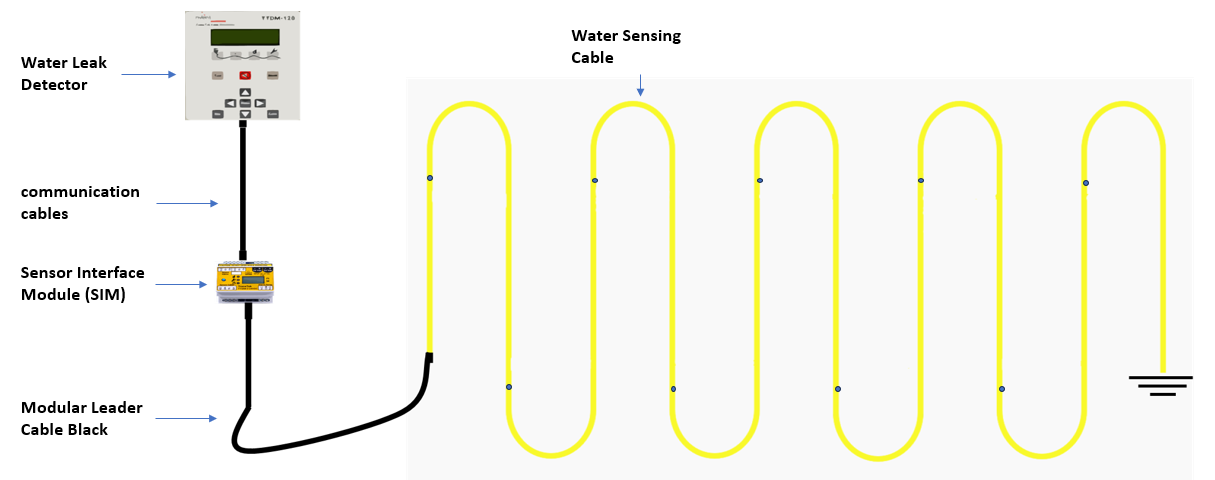 TTDM-128
Water Sensing
Cable
Water Leak
Detector
communication
cables
Sensor Interface
Module (SIM)
Modular Leader
Cable Black